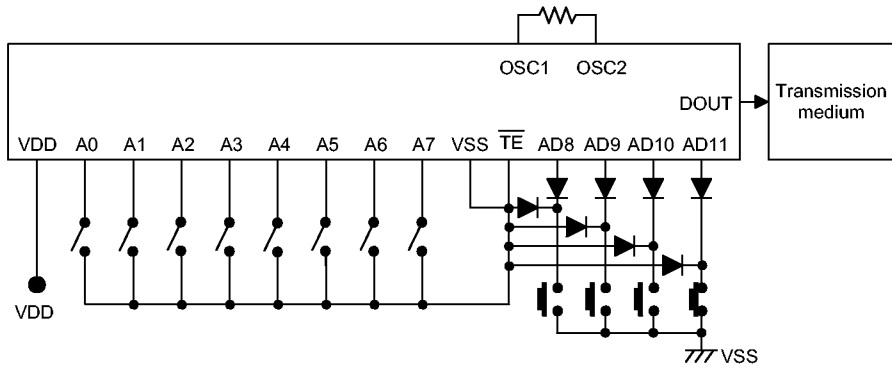 OSC1 OSC2
DOUT
Transmission
medium
VDD A0 A1 A2 A3 A4 A5 A6 A7 VSS TE AD8 AD9 AD10 AD11
VDD
VSS